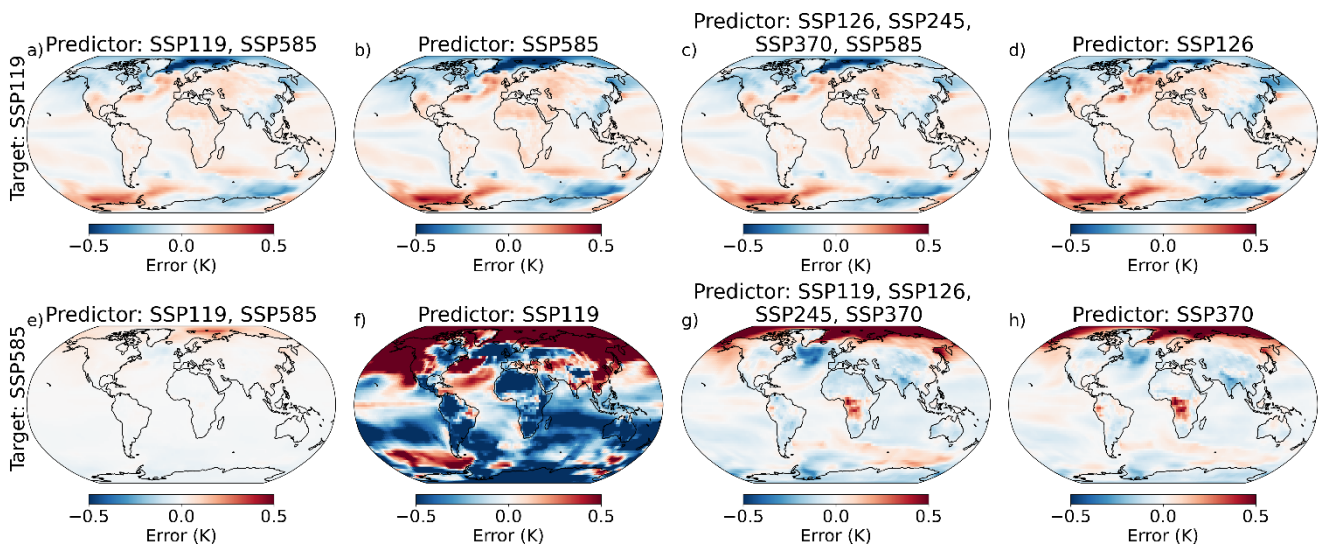 a) Predictor: SSP119, SSP585
b) Predictor: SSP585
c) Predictor: SSP126, SSP245,
SSP370, SSP585
d) Predictor: SSP126
Target: SSP119
−0.5 0.0 0.5
Error (K)
−0.5 0.0 0.5
Error (K)
−0.5 0.0 0.5
Error (K)
−0.5 0.0 0.5
Error (K)
e) Predictor: SSP119, SSP585
f) Predictor: SSP119
g) Predictor: SSP119, SSP126,
SSP245, SSP370
h) Predictor: SSP370
Target: SSP585
−0.5 0.0 0.5
Error (K)
−0.5 0.0 0.5
Error (K)
−0.5 0.0 0.5
Error (K)
−0.5 0.0 0.5
Error (K)